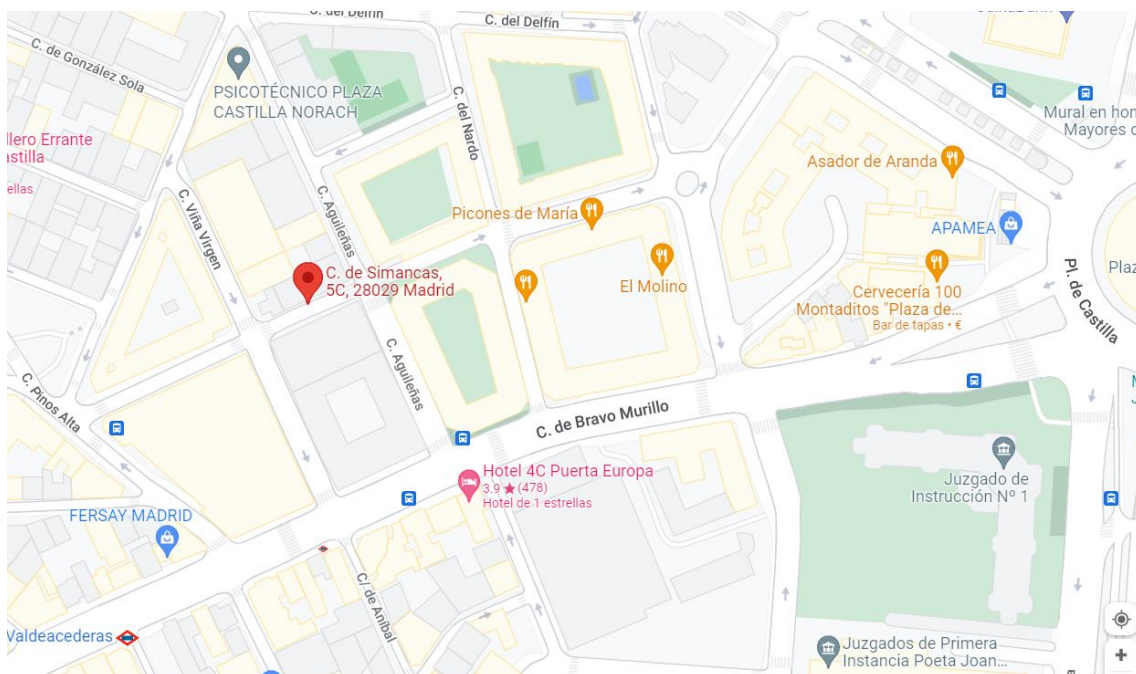 C. del Delfín
C. del Delfín
C. de González Sola
PSICOTÉCNICO PLAZA
CASTILLA NORACH
C. del Nardo
Mural en hon
Mayores d
llero Errante
astilla
ellas
Asador de Aranda
C. Viña Virgen
C. Aguileñas
Picones de María
APAMEA
C. de Simancas,
5C, 28029 Madrid
El Molino
Plaz
Pl. de Castilla
Cervecería 100
Montaditos "Plaza de...
Bar de tapas • €
C. Aguileñas
C. Pinos Alta
C. de Bravo Murillo
Hotel 4C Puerta Europa
3.9 ★ (478)
Hotel de 1 estrellas
Juzgado de
Instrucción Nº 1
FERSAY MADRID
C/ de Aníbal
Valdeacederas
Juzgados de Primera
Instancia Poeta Joan...